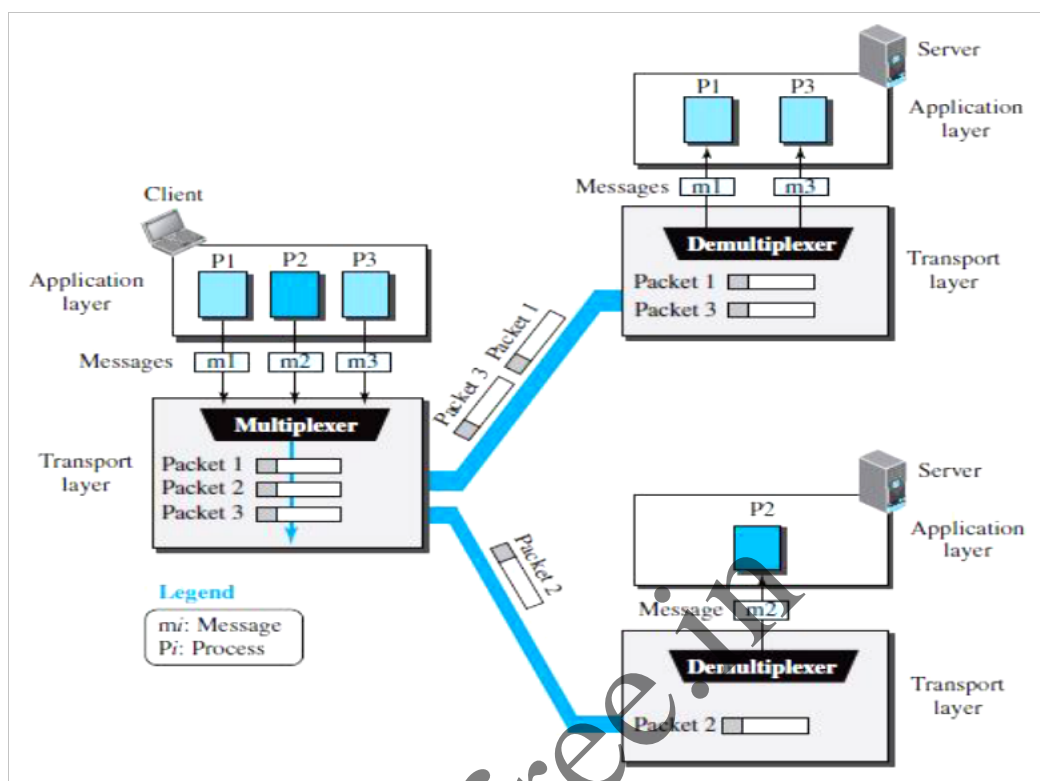 Server
P1 P3
Application
layer
Messages m1 m3
Demultiplexer
Packet 1
Packet 3
Transport
layer
Client
P1 P2 P3
Application
layer
Messages m1 m2 m3
Multiplexer
Transport
layer
Packet 1
Packet 2
Packet 3
Packet 1
Packet 3
Packet 2
Server
P2
Application
layer
Message m2
Demultiplexer
Packet 2
Transport
layer
Legend
mi: Message
Pi: Process
free.in